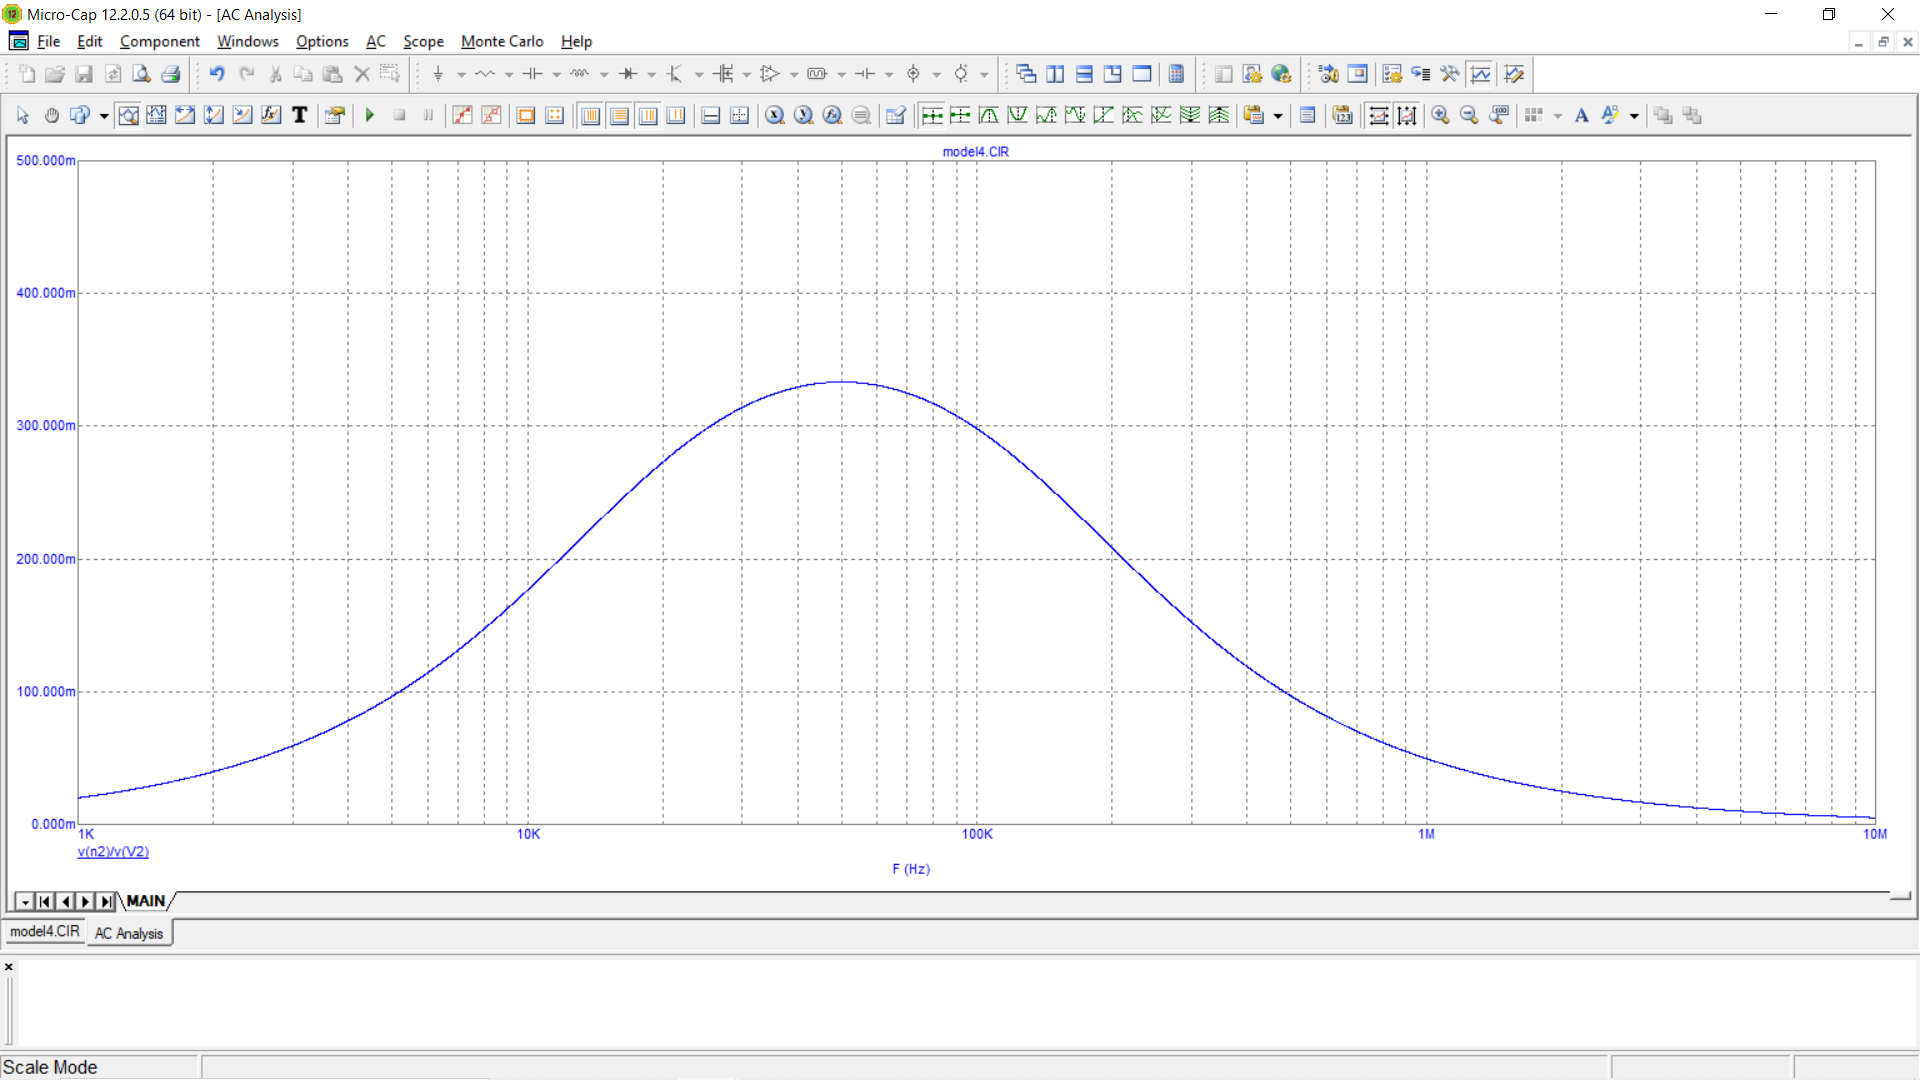 Micro-Cap 12.2.0.5 (64 bit) - [AC Analysis]
File Edit Component Windows Options AC Scope Monte Carlo Help
model4.CIR
500.000m
400.000m
300.000m
200.000m
100.000m
0.000m
1K 10K 100K 1M 10M
v(n2)/v(V2)
F (Hz)
MAIN
model4.CIR AC Analysis
Scale Mode